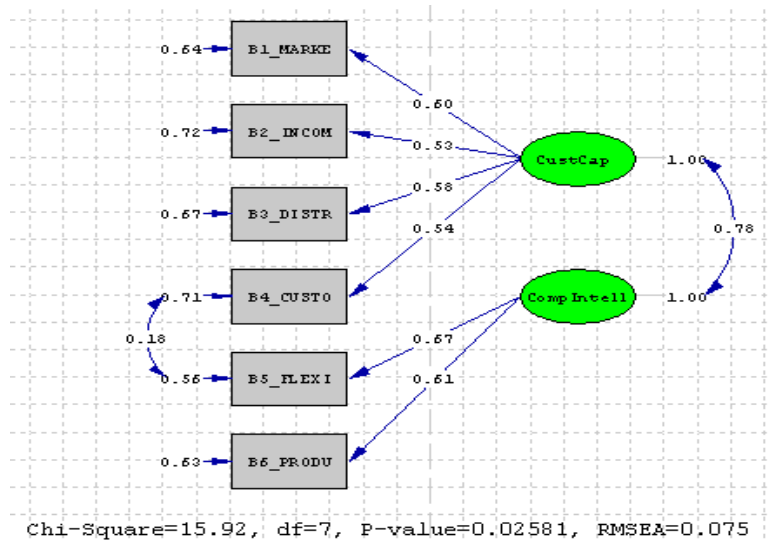 0.64 B1_MARKE
0.60
0.72 B2_INCOM
0.53
CustCap 1.00
0.58
0.67 B3_DISTR
0.54
0.78
0.71 B4_CUSTO
CompIntell 1.00
0.18
0.67
0.56 B5_FLEXI
0.61
0.63 B6_PRODU
Chi-Square=15.92, df=7, P-value=0.02581, RMSEA=0.075